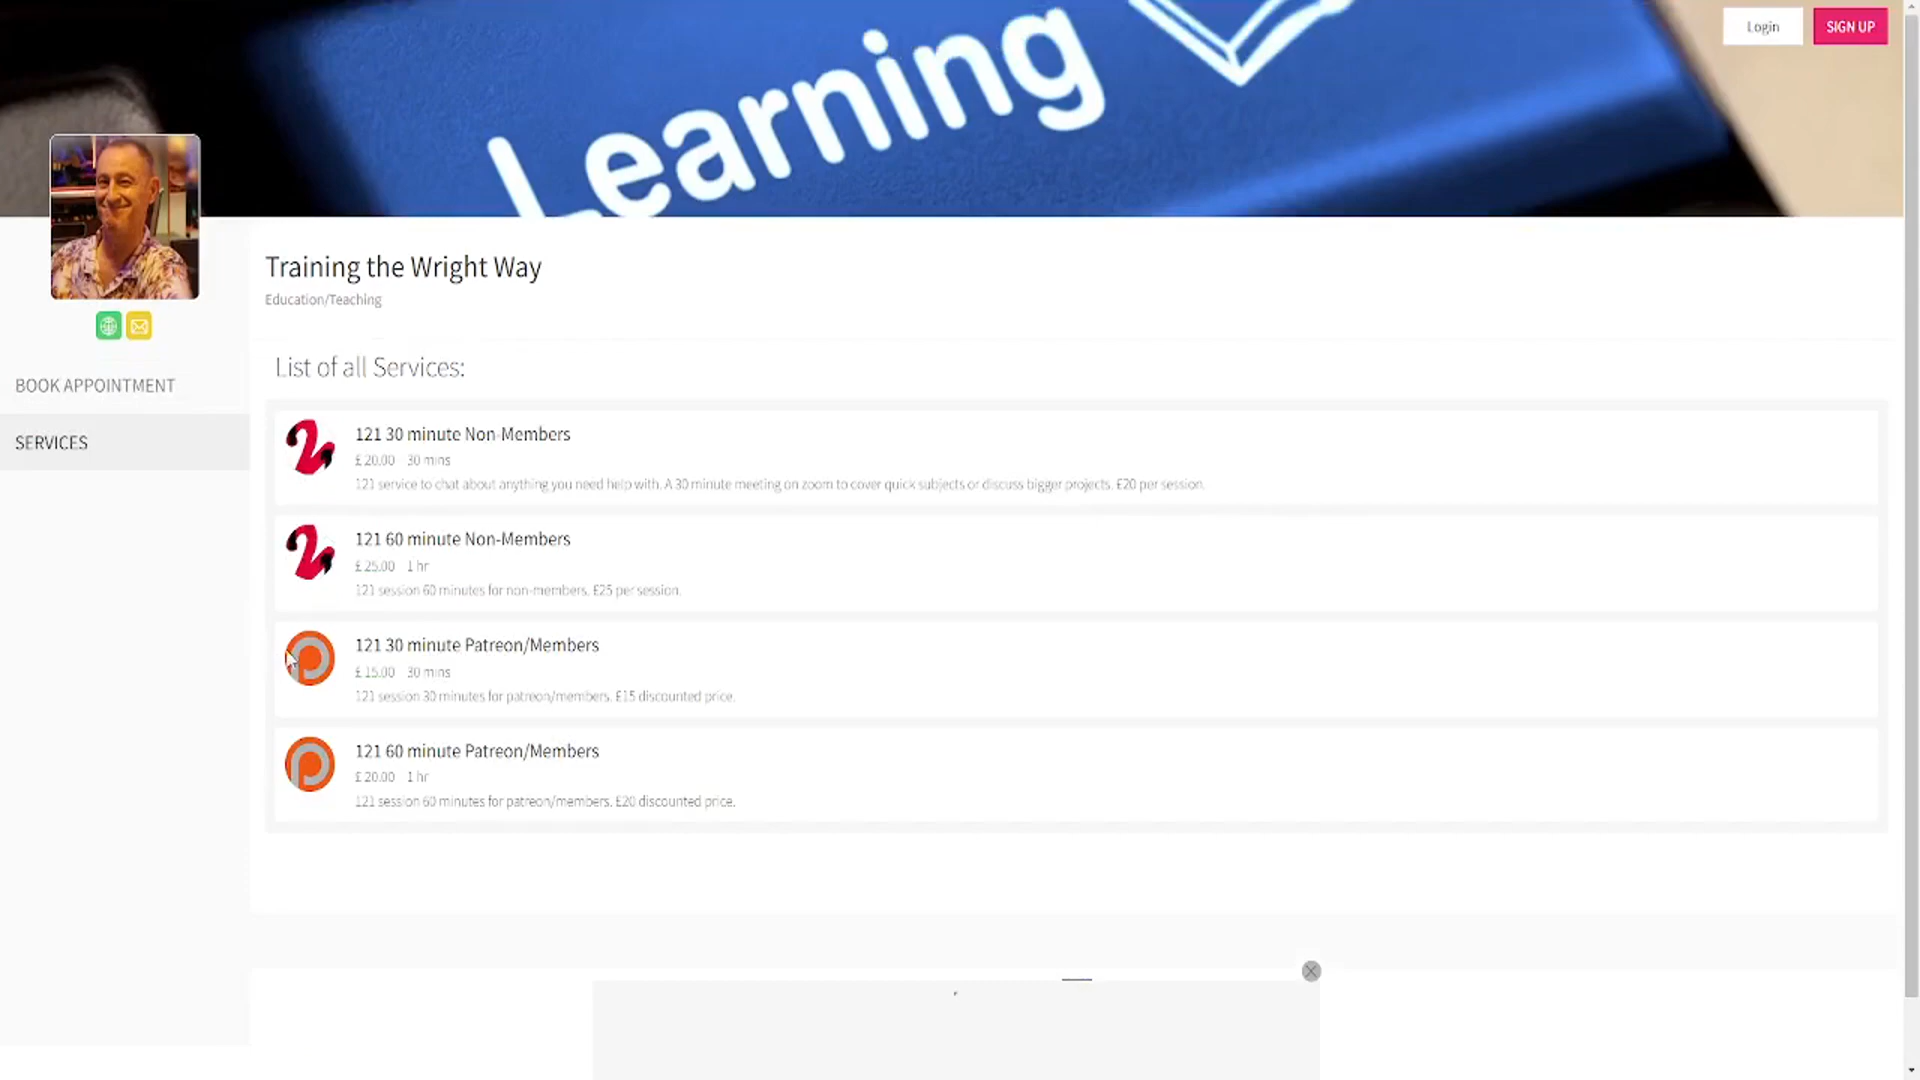 Learning
Login
SIGN UP
Training the Wright Way
Education/Teaching
BOOK APPOINTMENT
SERVICES
List of all Services:
121 30 minute Non-Members
£ 20.00 30 mins
121 service to chat about anything you need help with. A 30 minute meeting on zoom to cover quick subjects or discuss bigger projects. £20 per session.
121 60 minute Non-Members
£ 25.00 1 hr
121 session 60 minutes for non-members. £25 per session.
121 30 minute Patreon/Members
£ 15.00 30 mins
121 session 30 minutes for patreon/members. £15 discounted price.
121 60 minute Patreon/Members
£ 20.00 1 hr
121 session 60 minutes for patreon/members. £20 discounted price.